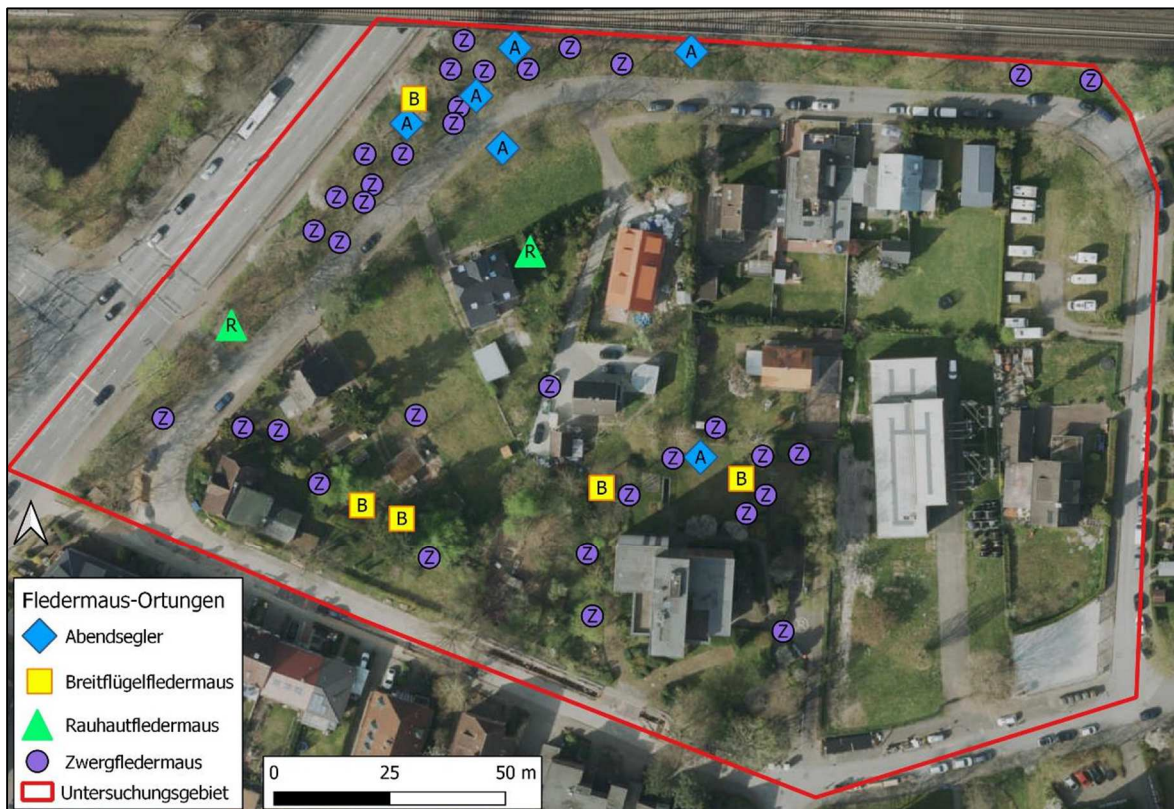 Z A Z A
Z Z Z Z Z Z
B Z A
A Z
Z Z A
Z
Z Z
Z Z
R
R
Z
Z Z Z Z Z
Z A Z Z
Z B Z B Z
B B Z
Z Z
Z Z
Fledermaus-Ortungen
A Abendsegler
B Breitflügelfledermaus
R Rauhautfledermaus
Z Zwergfledermaus
Untersuchungsgebiet
0 25 50 m